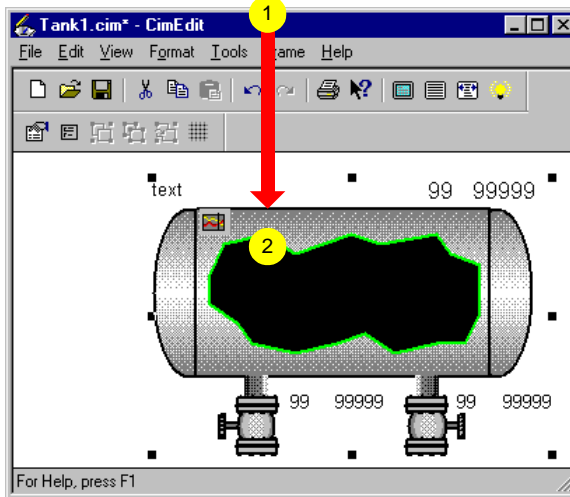 1
Tank1.cim* - CimEdit
File Edit View Format Tools rame Help
text 99 99999
2
99 99999 99 99999
For Help, press F1